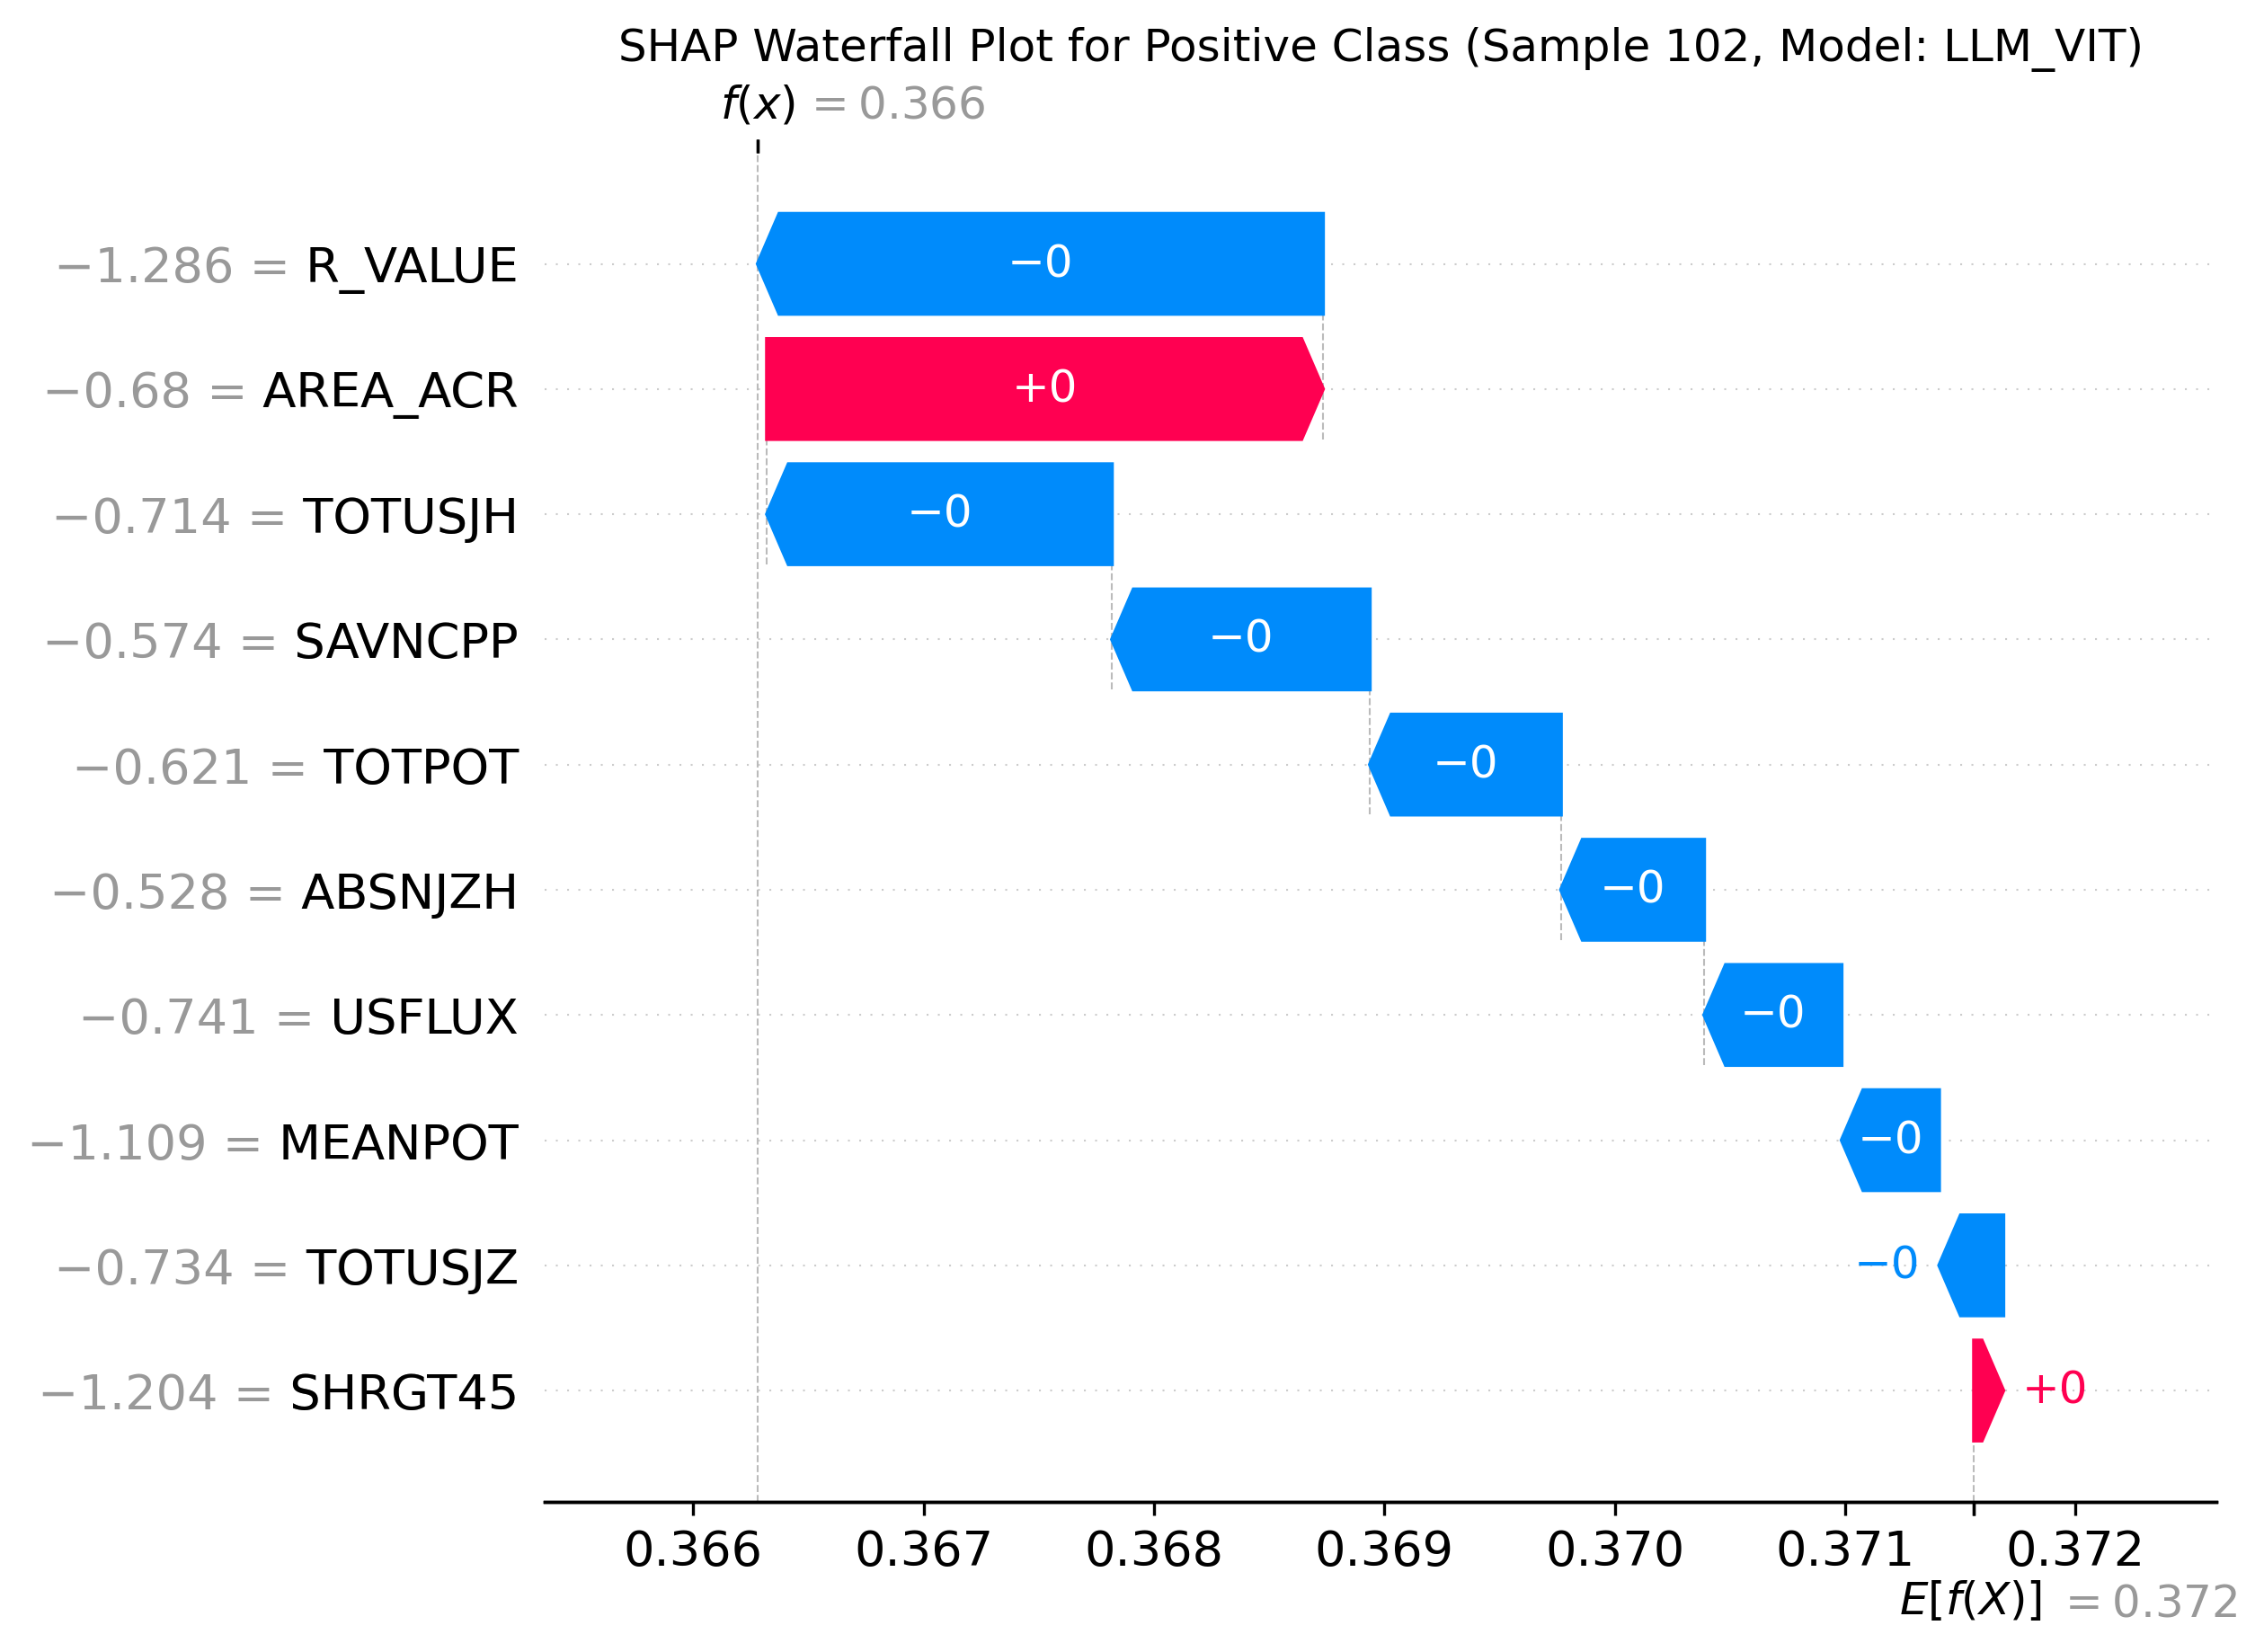 SHAP Waterfall Plot for Positive Class (Sample 102, Model: LLM_VIT)
f(x) = 0.366
−1.286 = R_VALUE −0
−0.68 = AREA_ACR +0
−0.714 = TOTUSJH −0
−0.574 = SAVNCPP −0
−0.621 = TOTPOT −0
−0.528 = ABSNJZH −0
−0.741 = USFLUX −0
−1.109 = MEANPOT −0
−0.734 = TOTUSJZ −0
−1.204 = SHRGT45 +0
0.366 0.367 0.368 0.369 0.370 0.371 0.372
E[f(X)] = 0.372